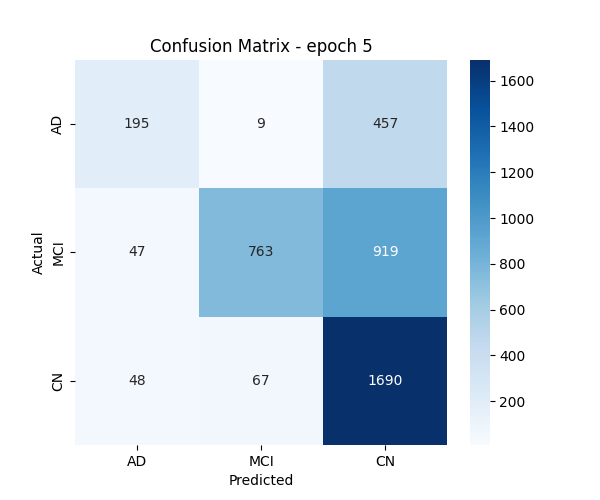 Confusion Matrix - epoch 5
AD
195
9
457
MCI
47
763
919
CN
48
67
1690
Actual
AD
MCI
CN
Predicted
1600
1400
1200
1000
800
600
400
200